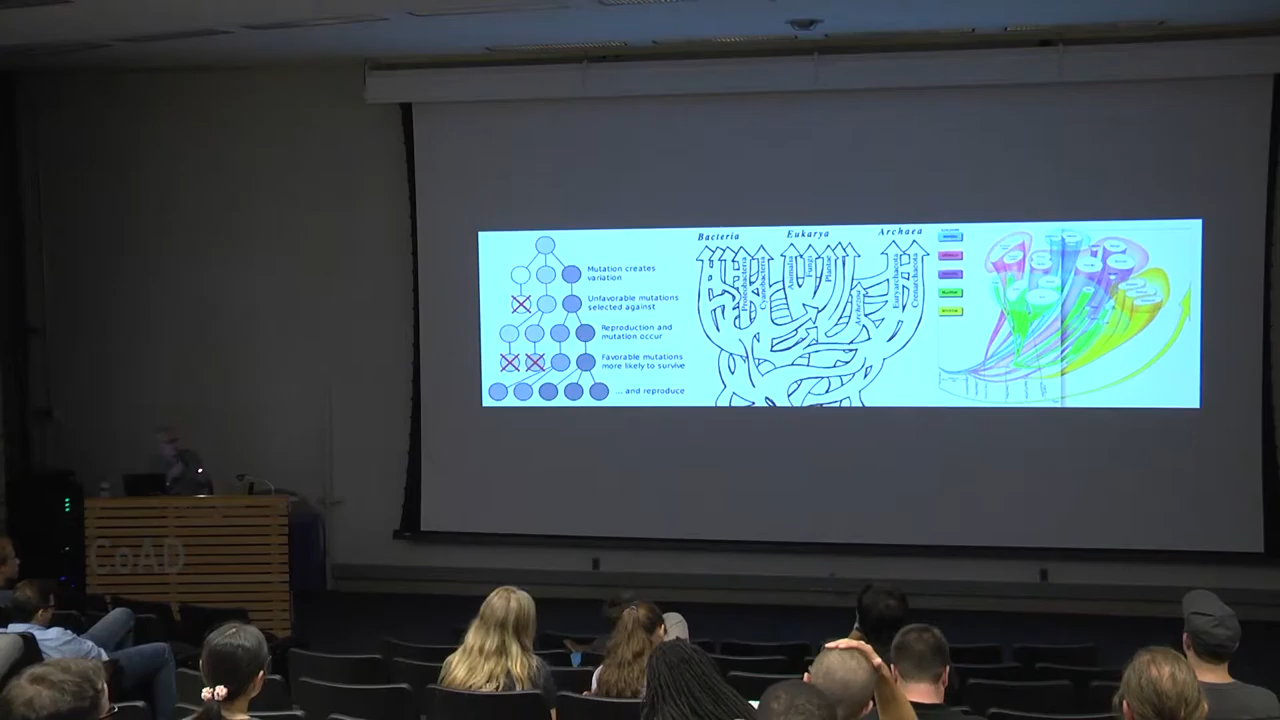 Mutation creates
variation
Unfavorable mutations
selected against
Reproduction and
mutation occur
Favorable mutations
more likely to survive
... and reproduce
Bacteria
Eukarya
Archaea
Proteobacteria
Cyanobacteria
Animalia
Fungi
Plantae
Archezoa
Euryarchaeota
Crenarchaeota
CoAD